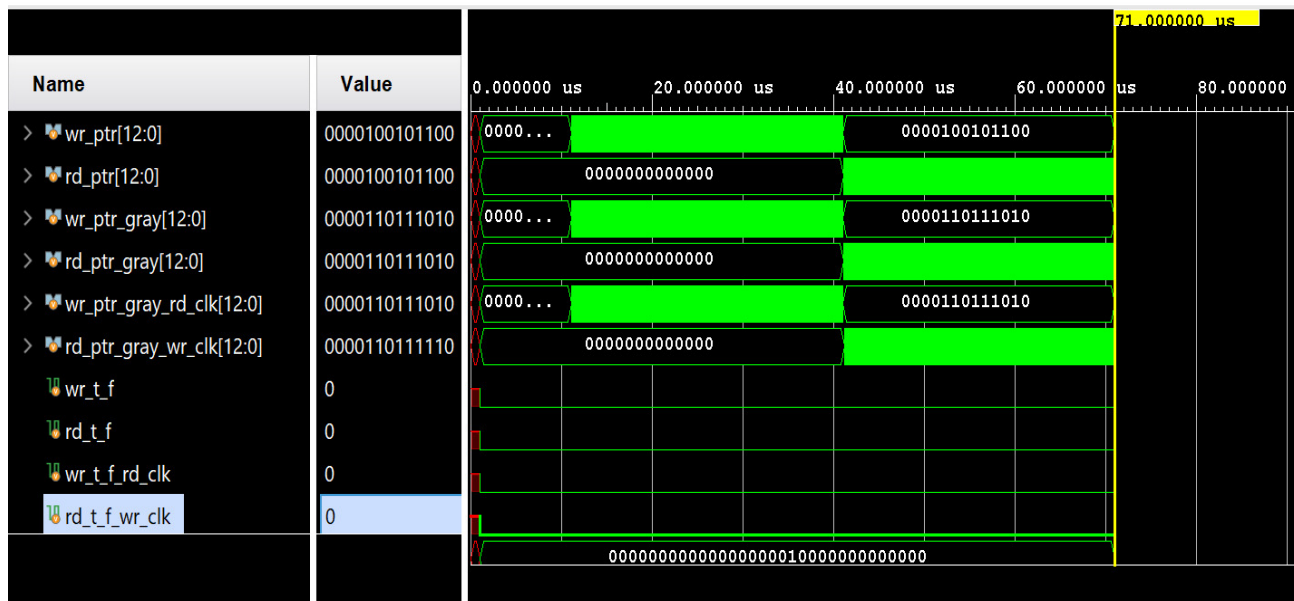 71.000000 us
Name Value 0.000000 us 20.000000 us 40.000000 us 60.000000 us 80.000000
wr_ptr[12:0] 0000100101100 0000... 0000100101100
rd_ptr[12:0] 0000100101100 0000000000000
wr_ptr_gray[12:0] 0000110111010 0000... 0000110111010
rd_ptr_gray[12:0] 0000110111010 0000000000000
wr_ptr_gray_rd_clk[12:0] 0000110111010 0000... 0000110111010
rd_ptr_gray_wr_clk[12:0] 0000110111110 0000000000000
wr_t_f 0
rd_t_f 0
wr_t_f_rd_clk 0
rd_t_f_wr_clk 0
00000000000000000010000000000000